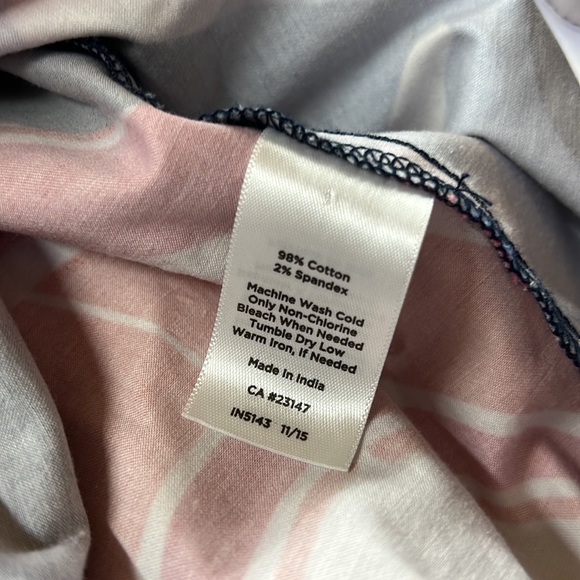 98% Cotton
2% Spandex
Machine Wash Cold
Only Non-Chlorine
Bleach When Needed
Tumble Dry Low
Warm Iron, if Needed
Made in India
CA #23147
IN5143 11/15